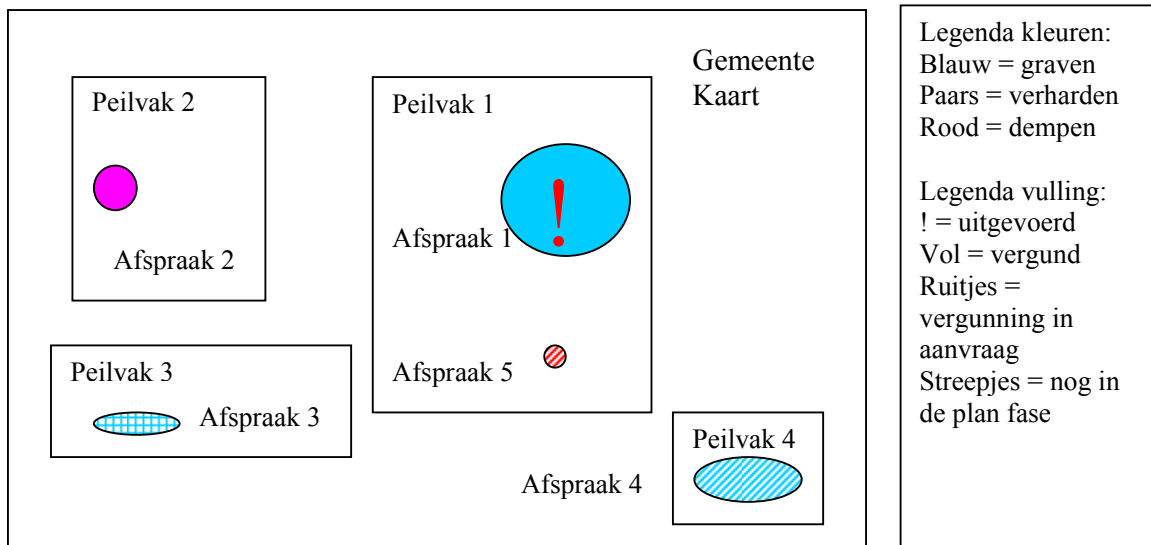 Gemeente
Kaart
Peilvak 2
Afspraak 2
Peilvak 1
!
Afspraak 1
Afspraak 5
Peilvak 3
Afspraak 3
Peilvak 4
Afspraak 4
Legenda kleuren:
Blauw = graven
Paars = verharden
Rood = dempen
Legenda vulling:
! = uitgevoerd
Vol = vergund
Ruitjes =
vergunning in
aanvraag
Streepjes = nog in
de plan fase